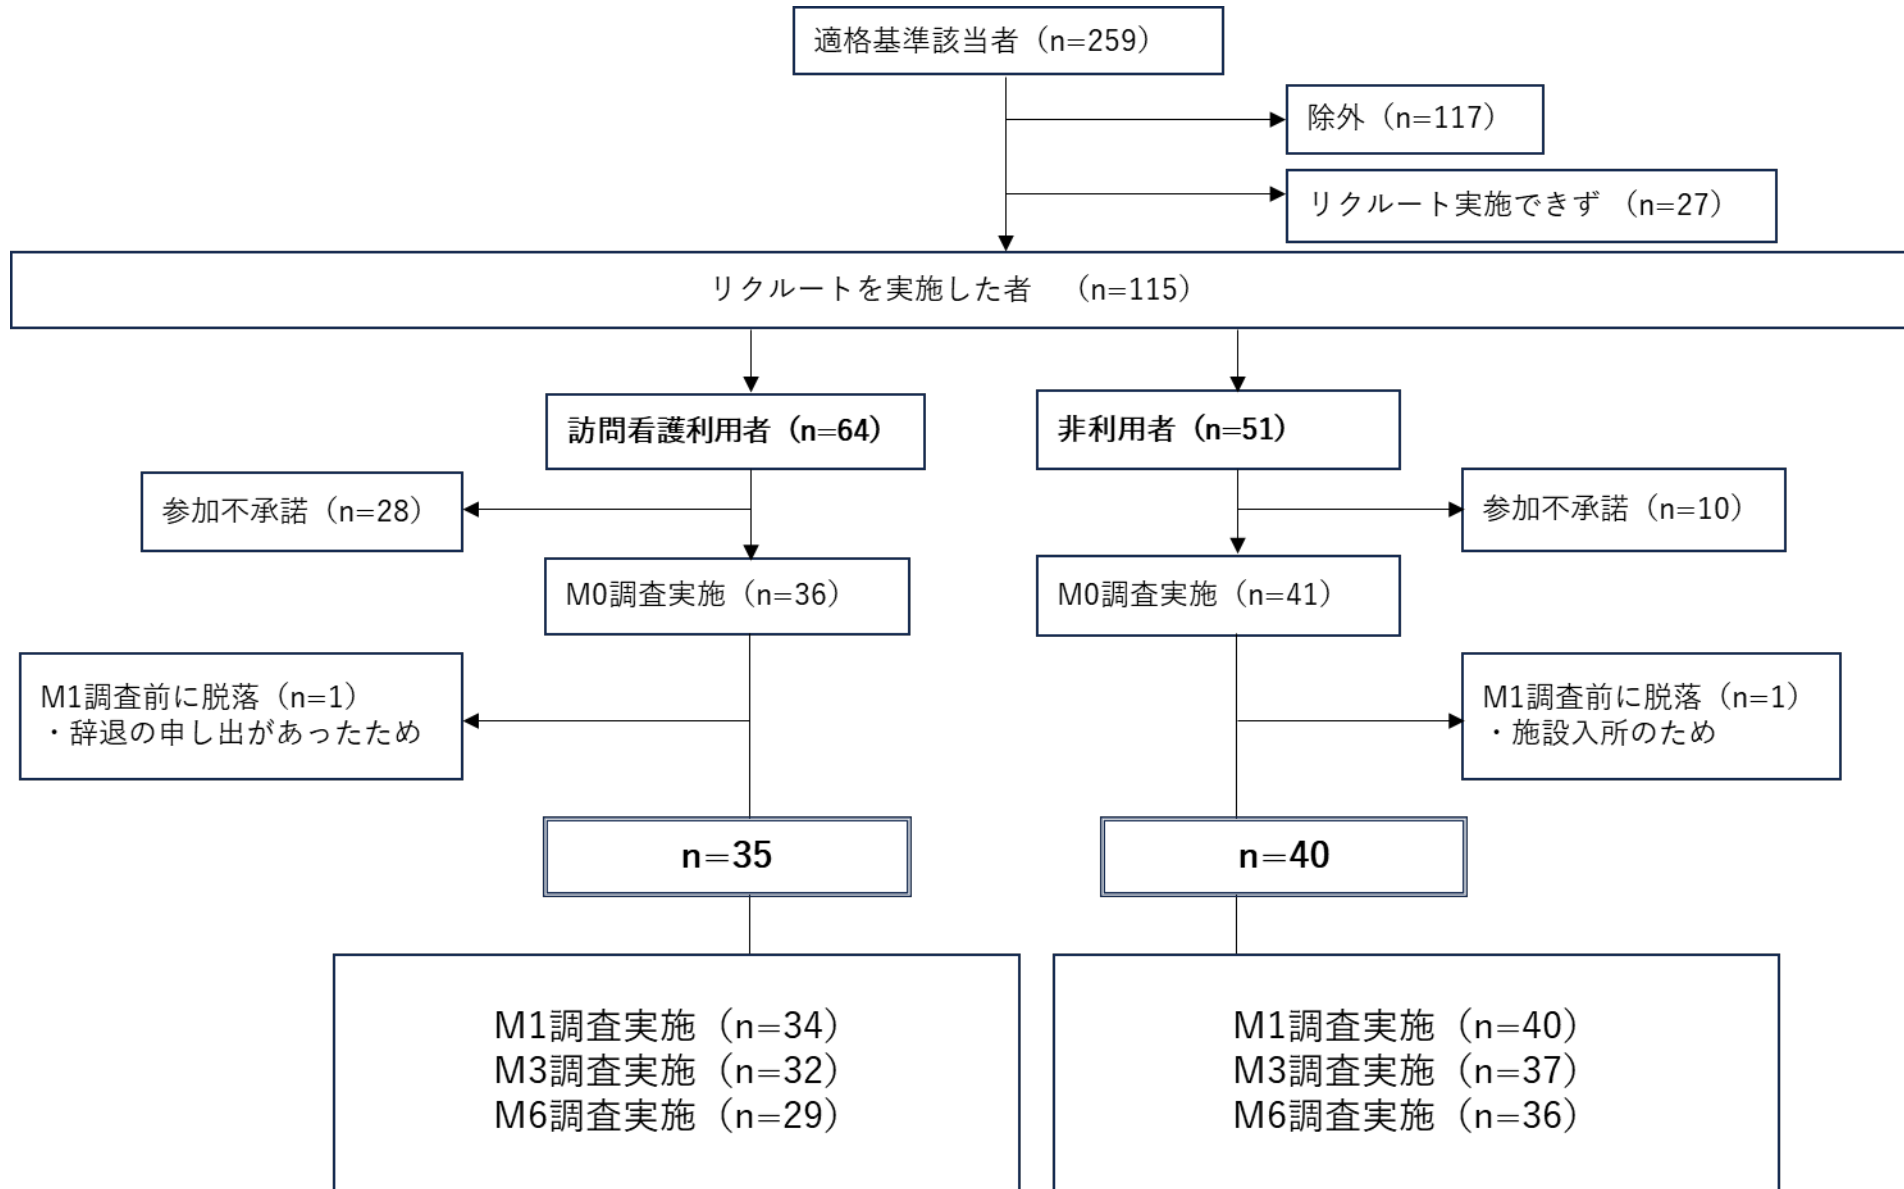 適格基準該当者（n=259）
除外（n=117）
リクルート実施できず （n=27）
リクルートを実施した者　（n=115）
訪問看護利用者（n=64）
非利用者（n=51）
参加不承諾（n=28）
参加不承諾（n=10）
M0調査実施（n=36）
M0調査実施（n=41）
M1調査前に脱落（n=1）
・辞退の申し出があったため
M1調査前に脱落（n=1）
・施設入所のため
n=35
n=40
M1調査実施（n=34）
M3調査実施（n=32）
M6調査実施（n=29）
M1調査実施（n=40）
M3調査実施（n=37）
M6調査実施（n=36）